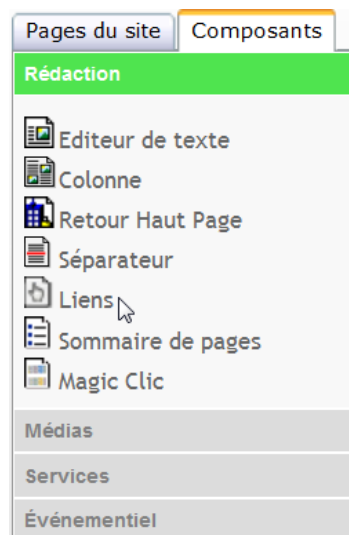 Pages du site Composants
Rédaction
Editeur de texte
Colonne
Retour Haut Page
Séparateur
Liens
Sommaire de pages
Magic Clic
Médias
Services
Événementiel